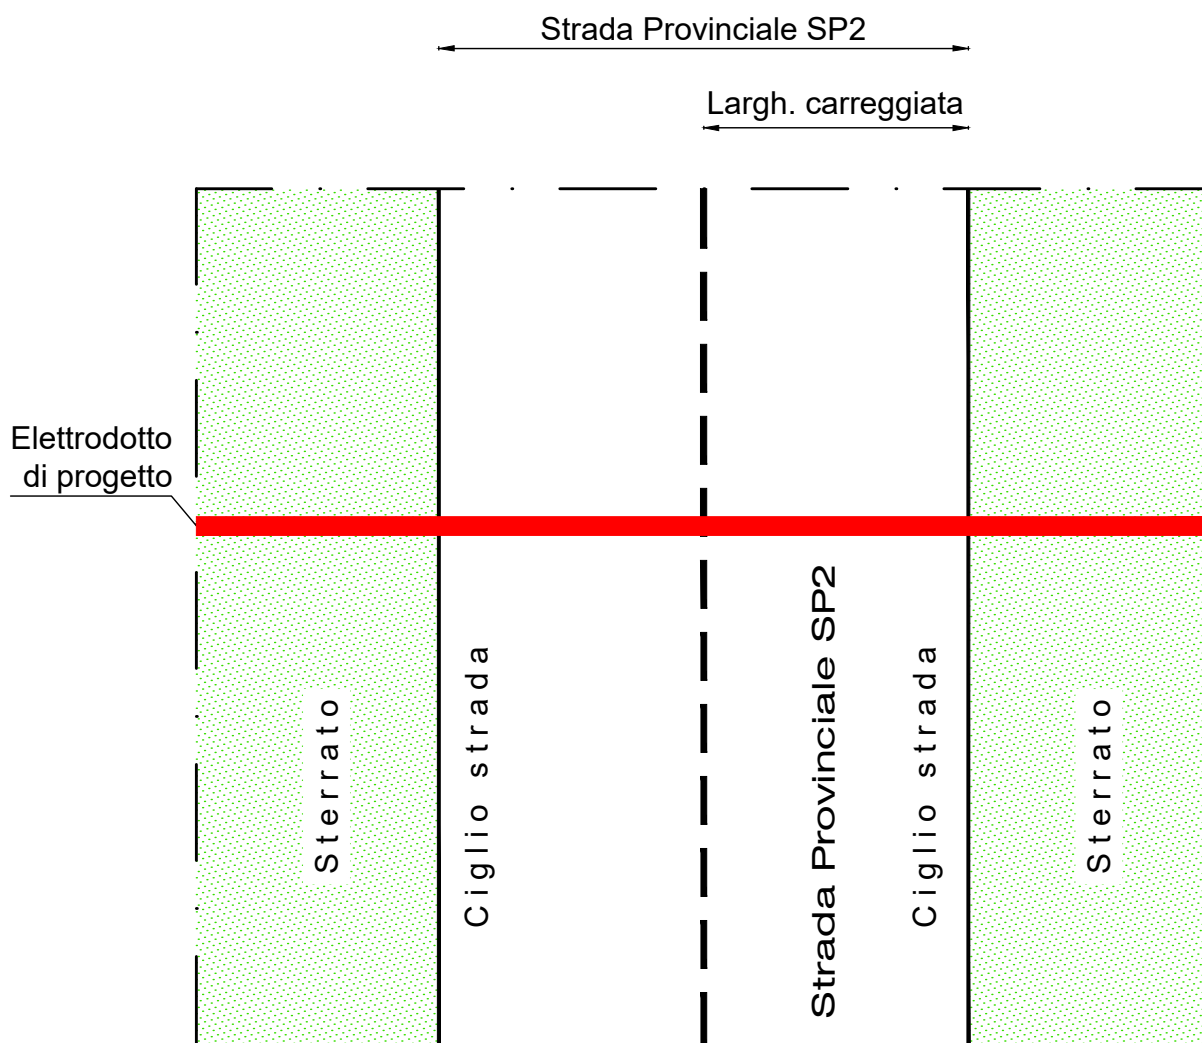 Strada Provinciale SP2
Largh. carreggiata
Elettrodotto
di progetto
Sterrato
Ciglio strada
Strada Provinciale SP2
Ciglio strada
Sterrato